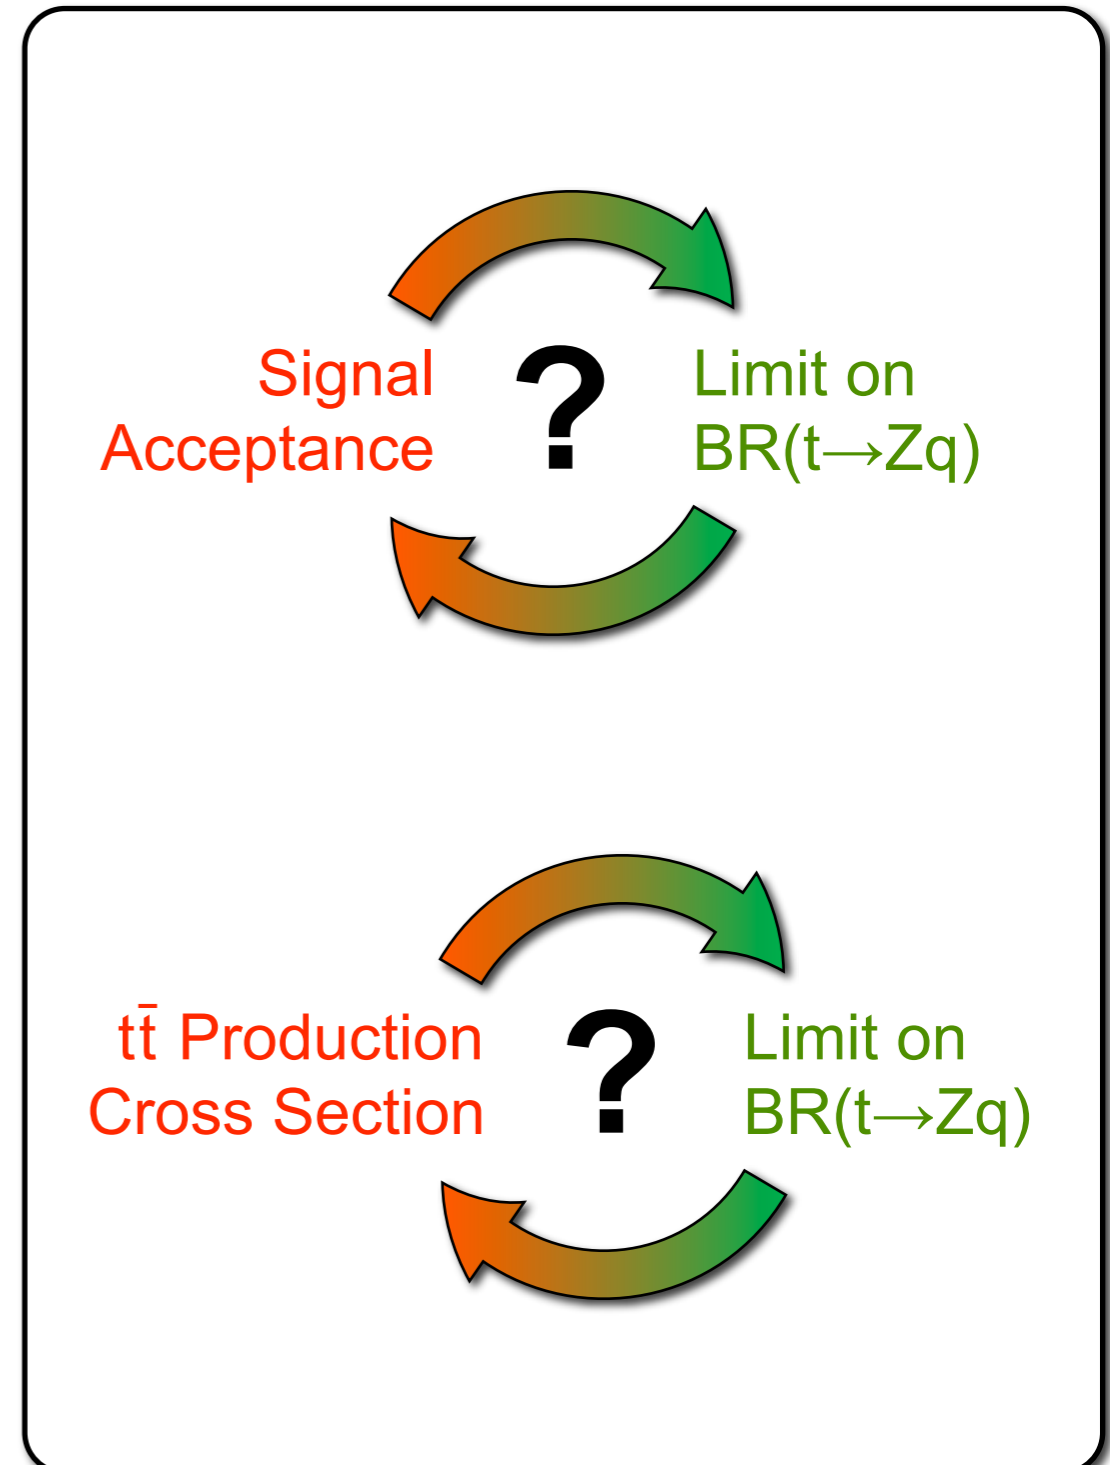 Signal
Acceptance
?
Limit on
BR(t→Zq)
tt̄ Production
Cross Section
?
Limit on
BR(t→Zq)